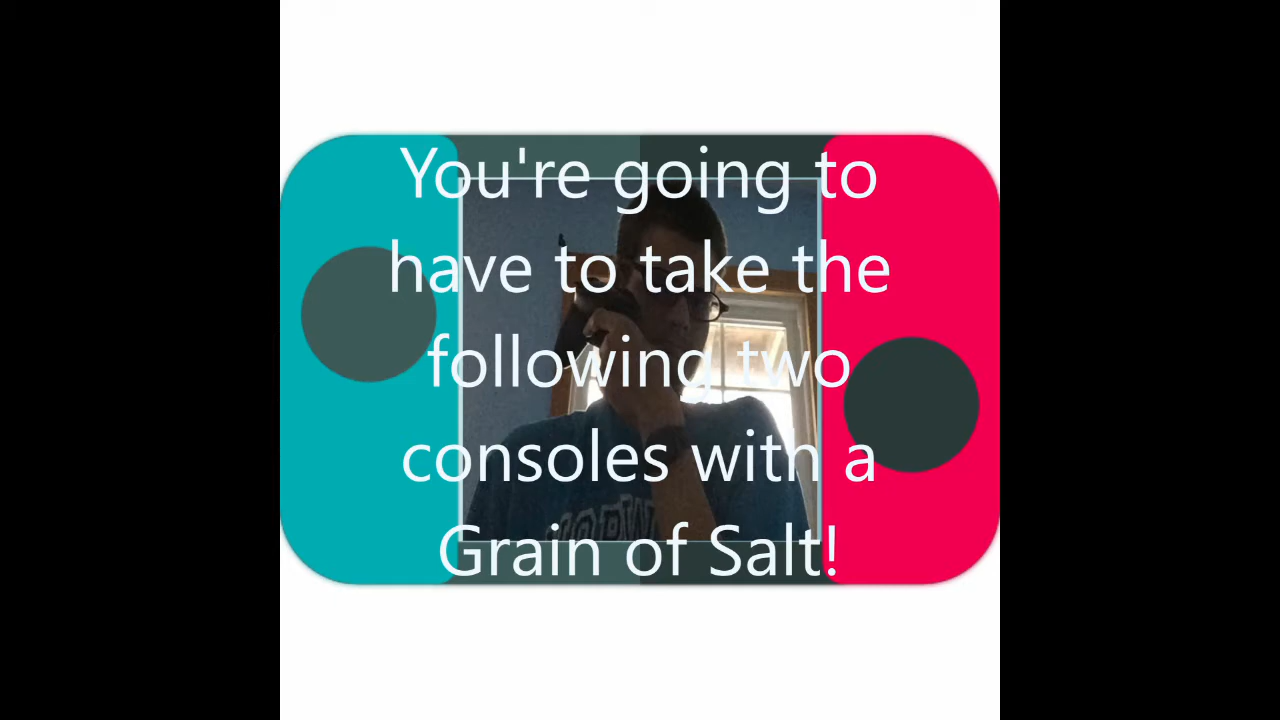 You're going to
have to take the
following two
consoles with a
Grain of Salt!